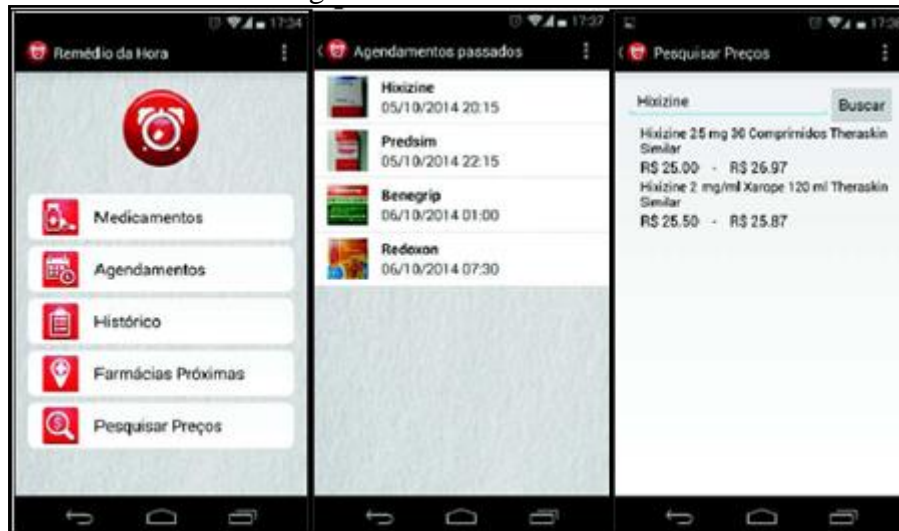 17:34
Remédio da Hora
Medicamentos
Agendamentos
Histórico
Farmácias Próximas
Pesquisar Preços
17:37
Agendamentos passados
Hixizine
05/10/2014 20:15
Predsim
05/10/2014 22:15
Benegrip
06/10/2014 01:00
Redoxon
06/10/2014 07:30
Pesquisar Preços
Hixizine
Buscar
Hixizine 25 mg 30 Comprimidos Theraskin
Similar
R$ 25.00 - R$ 26.97
Hixizine 2 mg/ml Xarope 120 ml Theraskin
Similar
R$ 25.50 - R$ 25.87